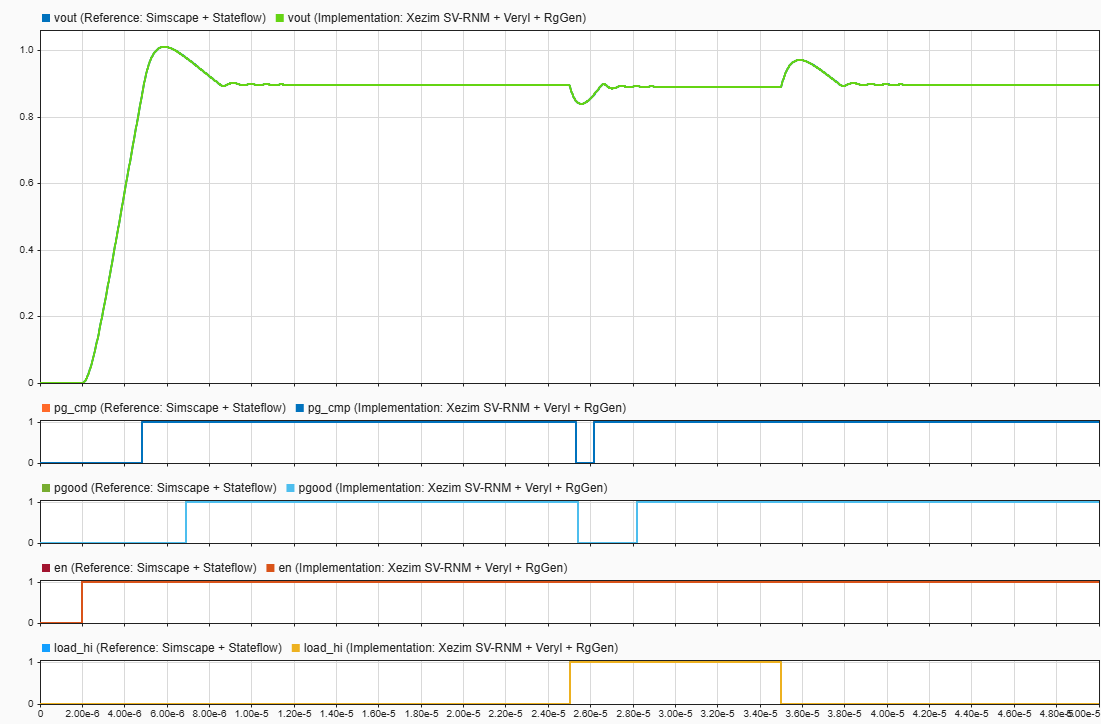 vout (Reference: Simscape + Stateflow) vout (Implementation: Xezim SV-RNM + Veryl + RgGen)
1.0
0.8
0.6
0.4
0.2
0
pg_cmp (Reference: Simscape + Stateflow) pg_cmp (Implementation: Xezim SV-RNM + Veryl + RgGen)
1
0
pgood (Reference: Simscape + Stateflow) pgood (Implementation: Xezim SV-RNM + Veryl + RgGen)
1
0
en (Reference: Simscape + Stateflow) en (Implementation: Xezim SV-RNM + Veryl + RgGen)
1
0
load_hi (Reference: Simscape + Stateflow) load_hi (Implementation: Xezim SV-RNM + Veryl + RgGen)
1
0
0 2.00e-6 4.00e-6 6.00e-6 8.00e-6 1.00e-5 1.20e-5 1.40e-5 1.60e-5 1.80e-5 2.00e-5 2.20e-5 2.40e-5 2.60e-5 2.80e-5 3.00e-5 3.20e-5 3.40e-5 3.60e-5 3.80e-5 4.00e-5 4.20e-5 4.40e-5 4.60e-5 4.80e-5 5.00e-5